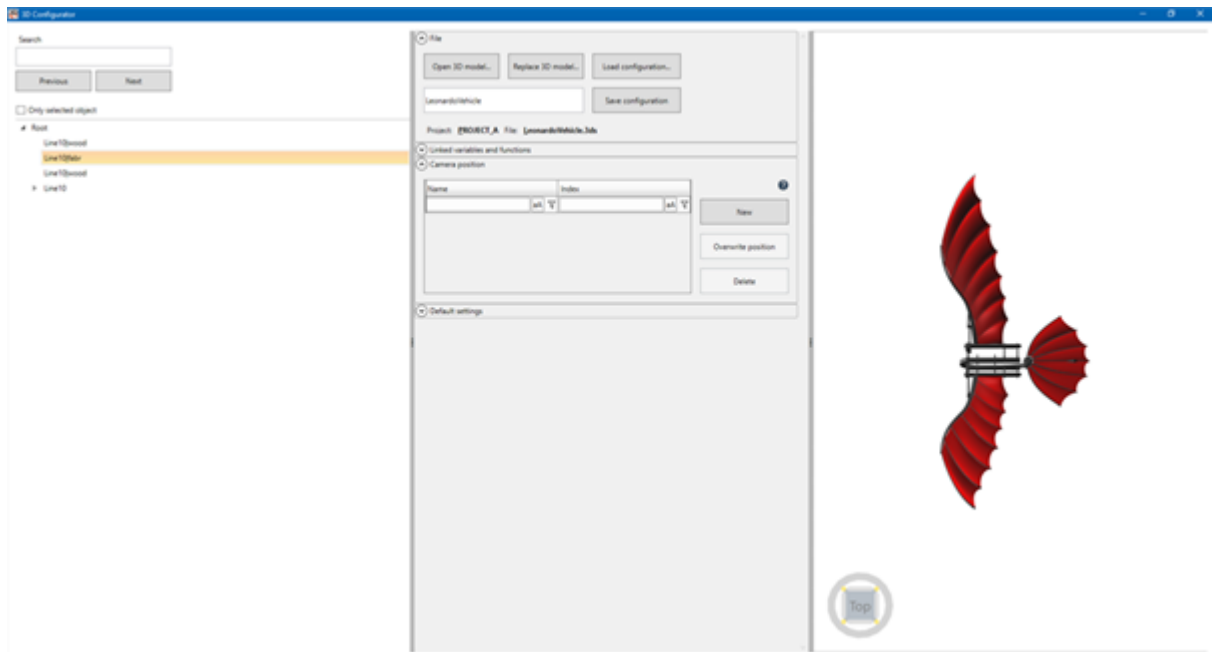 3D Configurator
Search
Previous Next
Only selected object
Root
Line10|wood
Line10|fabr
Line10|wood
Line10
File
Open 3D model... Replace 3D model... Load configuration...
LeonardoVehicle Save configuration
Project: PROJECT_A File: LeonardoVehicle.3ds
Linked variables and functions
Camera position
Name Index
aA aA
New
Overwrite position
Delete
Default settings
Top